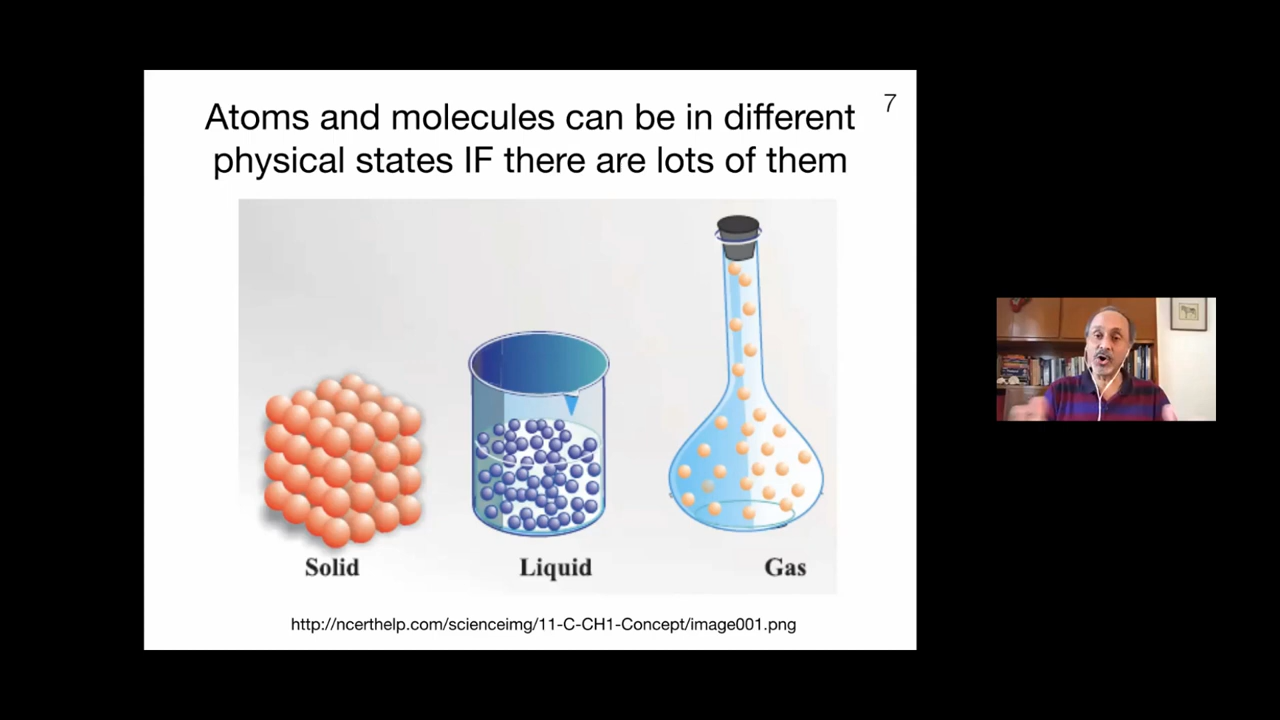 Atoms and molecules can be in different
physical states IF there are lots of them
7
Solid
Liquid
Gas
http://ncerthelp.com/scienceimg/11-C-CH1-Concept/image001.png